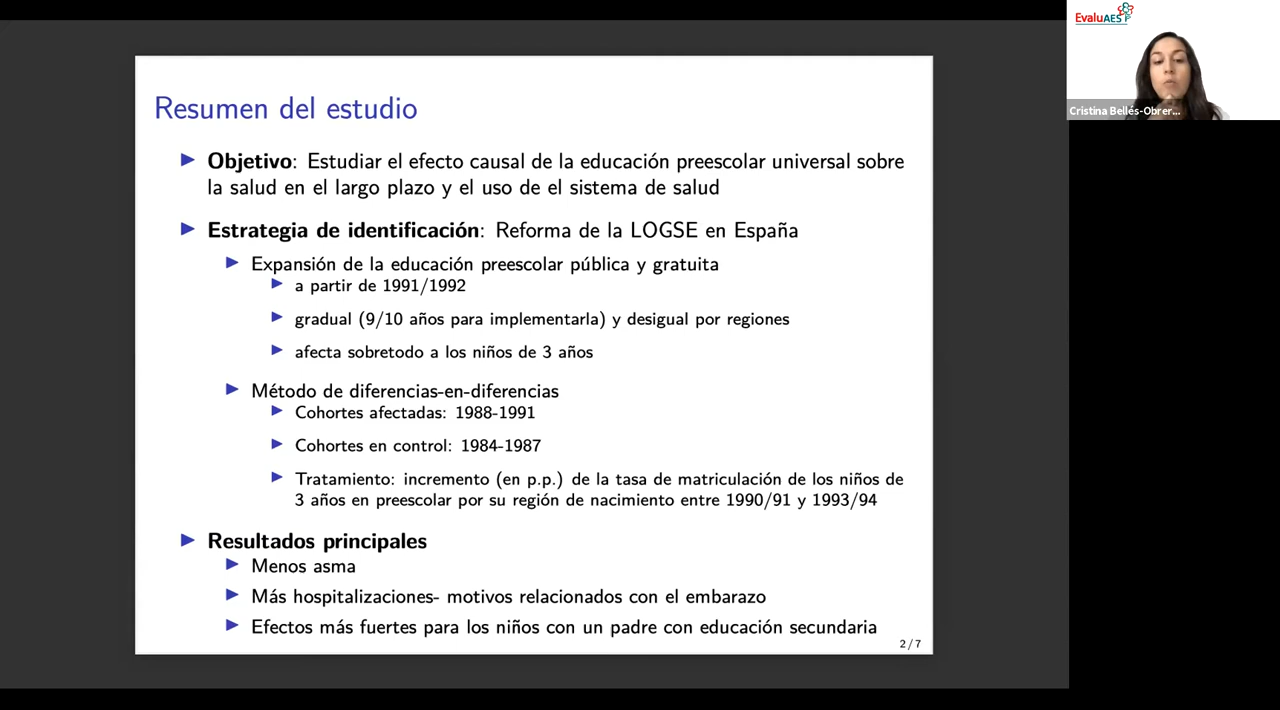 EvaluAES
Cristina Bellés-Obrer...
Resumen del estudio
Objetivo: Estudiar el efecto causal de la educación preescolar universal sobre
la salud en el largo plazo y el uso de el sistema de salud
Estrategia de identificación: Reforma de la LOGSE en España
Expansión de la educación preescolar pública y gratuita
a partir de 1991/1992
gradual (9/10 años para implementarla) y desigual por regiones
afecta sobretodo a los niños de 3 años
Método de diferencias-en-diferencias
Cohortes afectadas: 1988-1991
Cohortes en control: 1984-1987
Tratamiento: incremento (en p.p.) de la tasa de matriculación de los niños de
3 años en preescolar por su región de nacimiento entre 1990/91 y 1993/94
Resultados principales
Menos asma
Más hospitalizaciones- motivos relacionados con el embarazo
Efectos más fuertes para los niños con un padre con educación secundaria
2 / 7